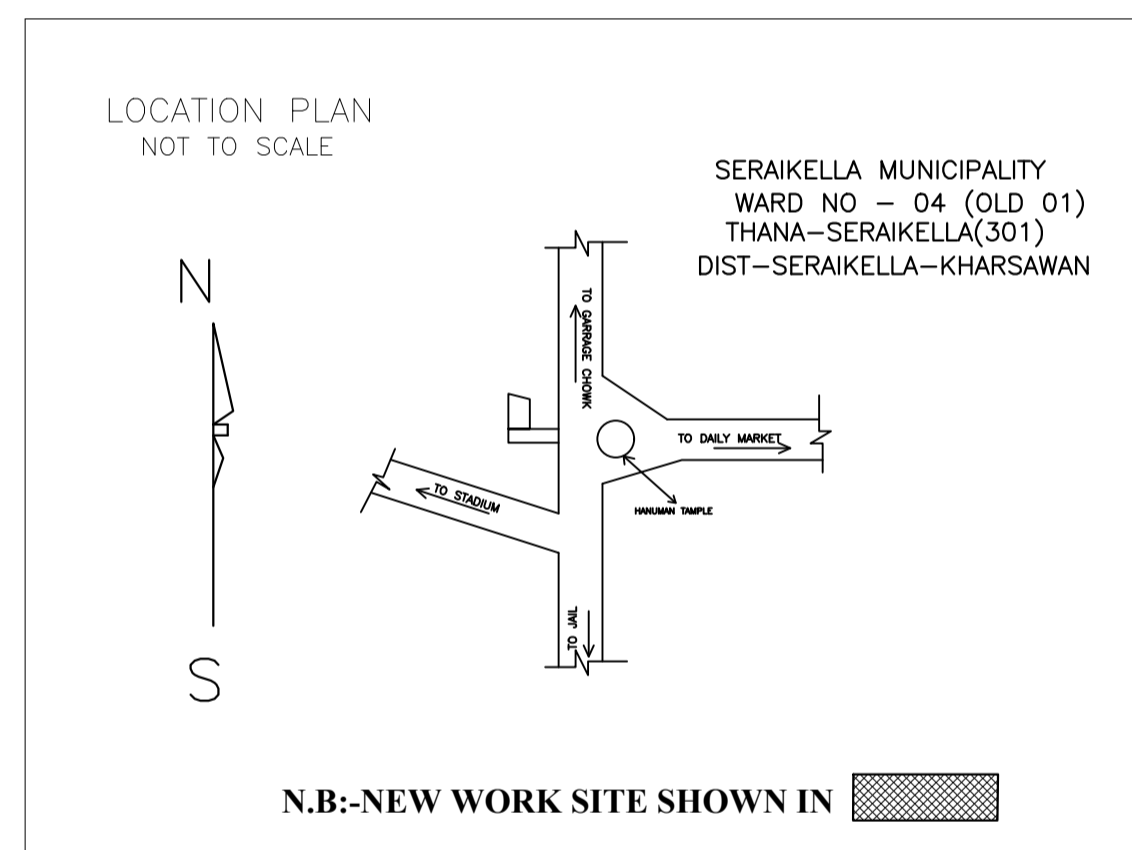 LOCATION PLAN
NOT TO SCALE
SERAIKELLA MUNICIPALITY
WARD NO - 04 (OLD 01)
THANA-SERAIKELLA(301)
DIST-SERAIKELLA-KHARSAWAN
N
TO GARRAGE CHOWK
TO DAILY MARKET
TO STADIUM
HANUMAN TAMPLE
TO JAIL
S
N.B:-NEW WORK SITE SHOWN IN